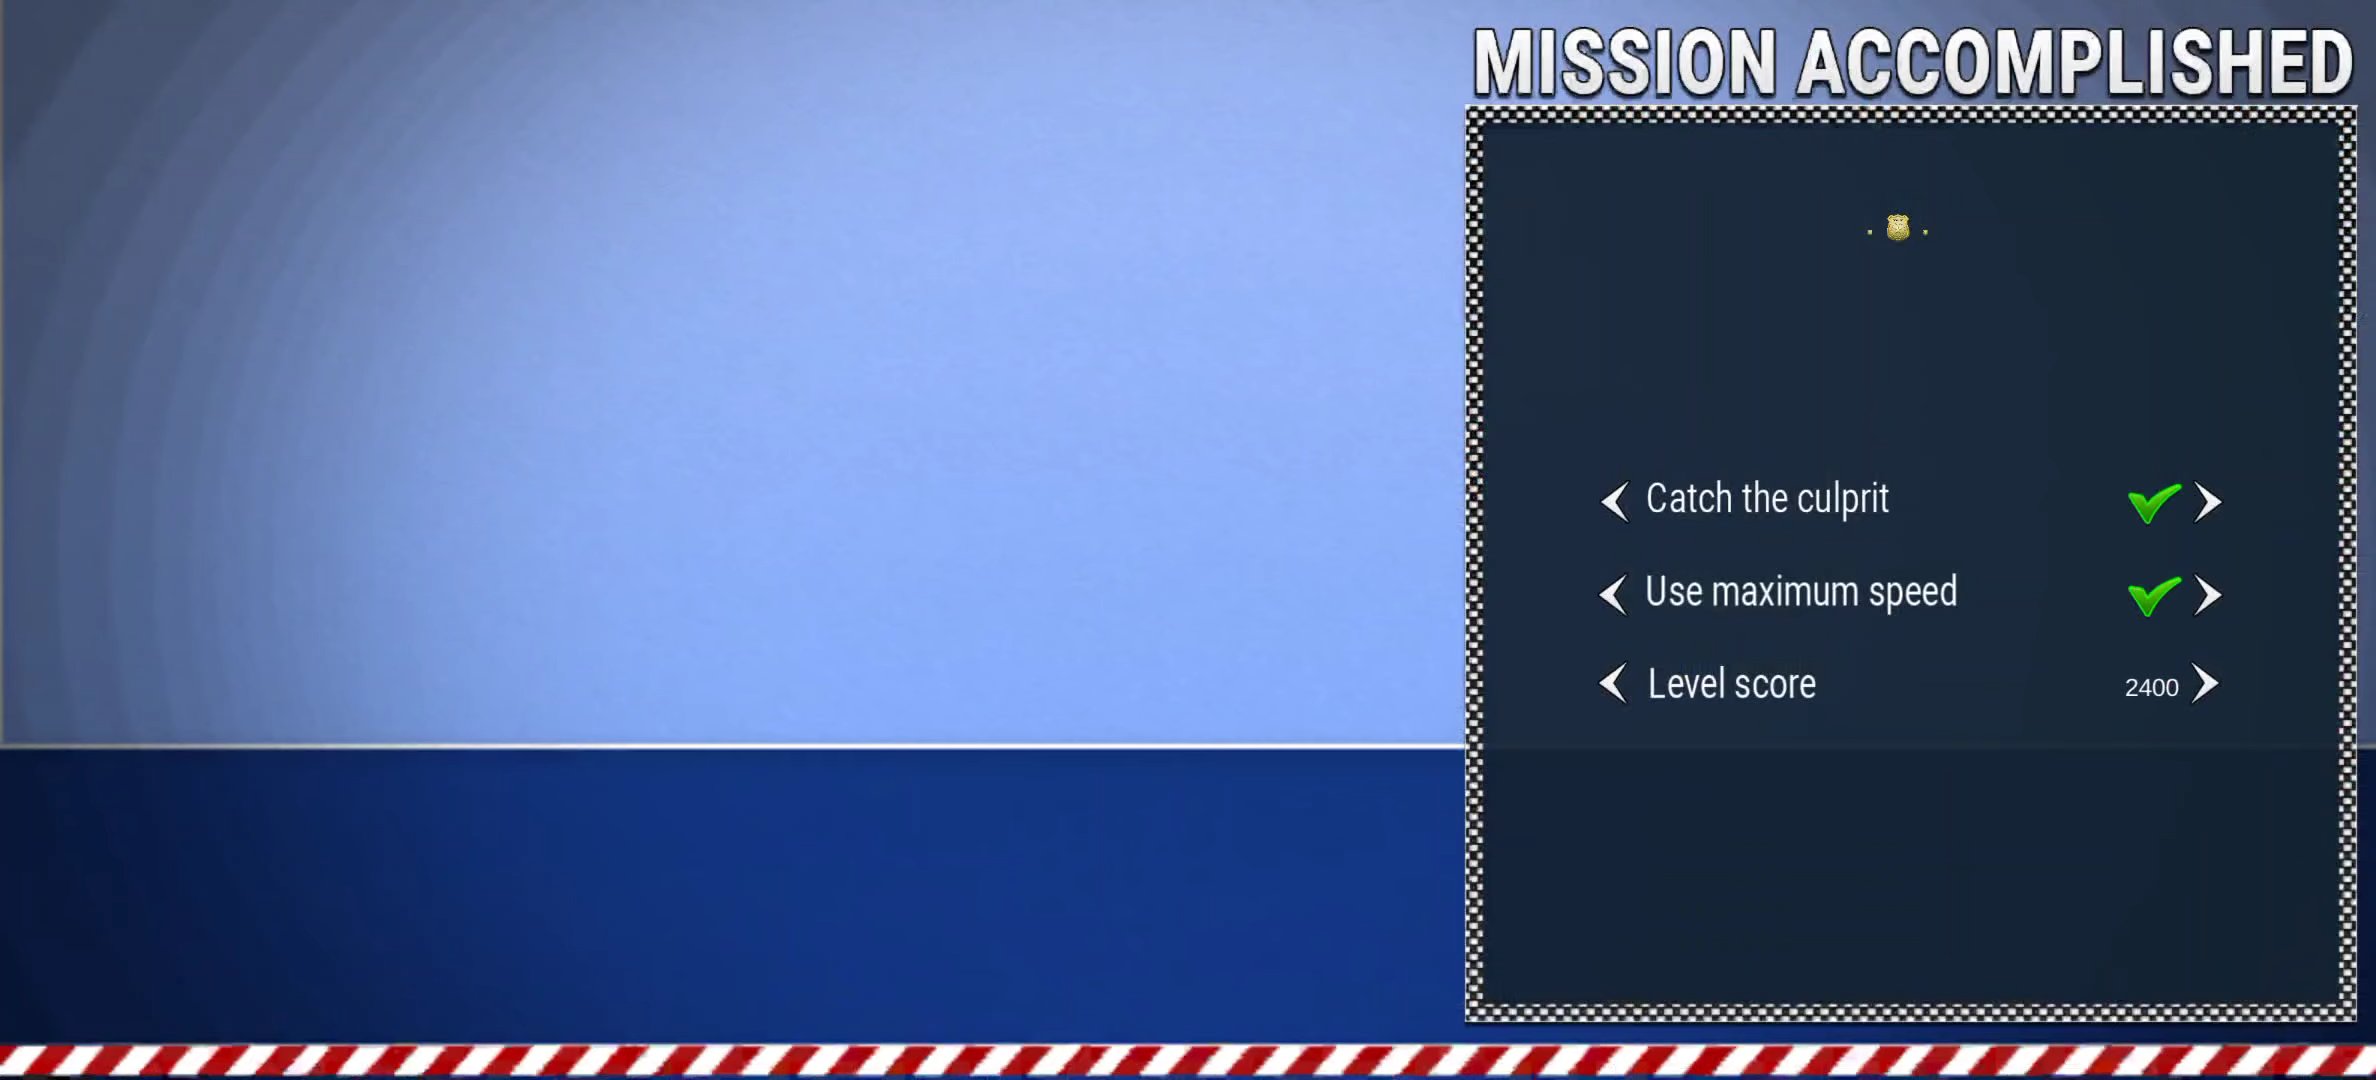 MISSION ACCOMPLISHED
Catch the culprit
Use maximum speed
Level score 2400